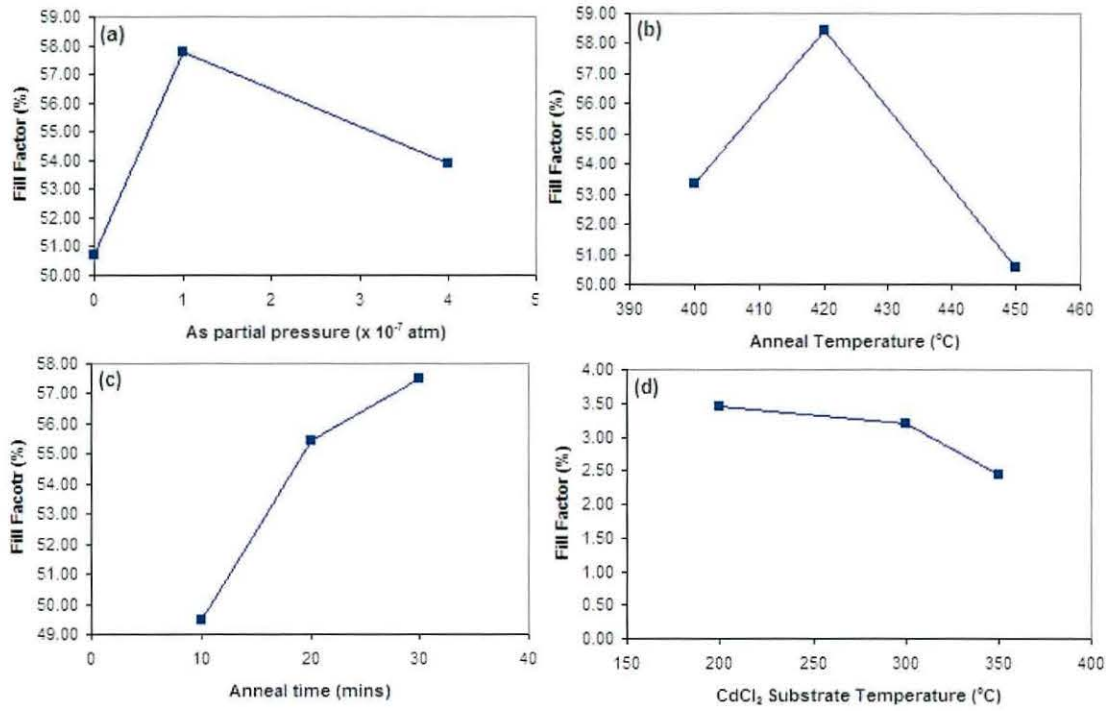 (a)
59.00
58.00
57.00
56.00
55.00
54.00
53.00
52.00
51.00
50.00
Fill Factor (%)
0 1 2 3 4 5
As partial pressure (x 10⁻⁷ atm)
(b)
59.00
58.00
57.00
56.00
55.00
54.00
53.00
52.00
51.00
50.00
Fill Factor (%)
390 400 410 420 430 440 450 460
Anneal Temperature (⁰C)
(c)
58.00
57.00
56.00
55.00
54.00
53.00
52.00
51.00
50.00
49.00
Fill Facotr (%)
0 10 20 30 40
Anneal time (mins)
(d)
4.00
3.50
3.00
2.50
2.00
1.50
1.00
0.50
0.00
Fill Factor (%)
150 200 250 300 350 400
CdCl₂ Substrate Temperature (⁰C)